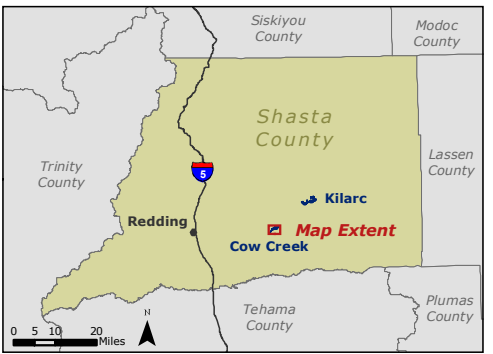 Siskiyou
County
Modoc
County
Shasta
County
Trinity
County
Lassen
County
5
Kilarc
Redding
Map Extent
Cow Creek
Tehama
County
Plumas
County
N
0 5 10 20
Miles